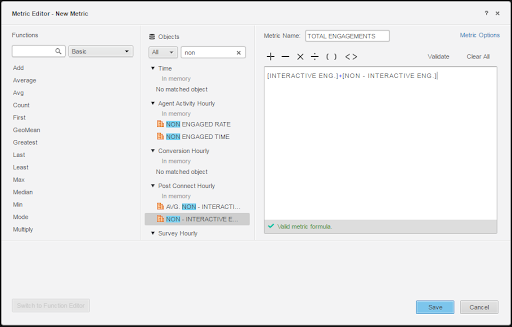 Metric Editor - New Metric
? ×
Functions
Basic
Add
Average
Avg
Count
First
GeoMean
Greatest
Last
Least
Max
Median
Min
Mode
Multiply
Switch to Function Editor
Objects
All
non
Time
In memory
No matched object
Agent Activity Hourly
NON ENGAGED RATE
NON ENGAGED TIME
Conversion Hourly
In memory
No matched object
Post Connect Hourly
In memory
AVG. NON - INTERACTI...
NON - INTERACTIVE E...
Survey Hourly
Metric Name: TOTAL ENGAGEMENTS
Metric Options
+ − × ÷ ( ) < >
Validate
Clear All
[INTERACTIVE ENG.]+[NON - INTERACTIVE ENG.]
Valid metric formula.
Save
Cancel